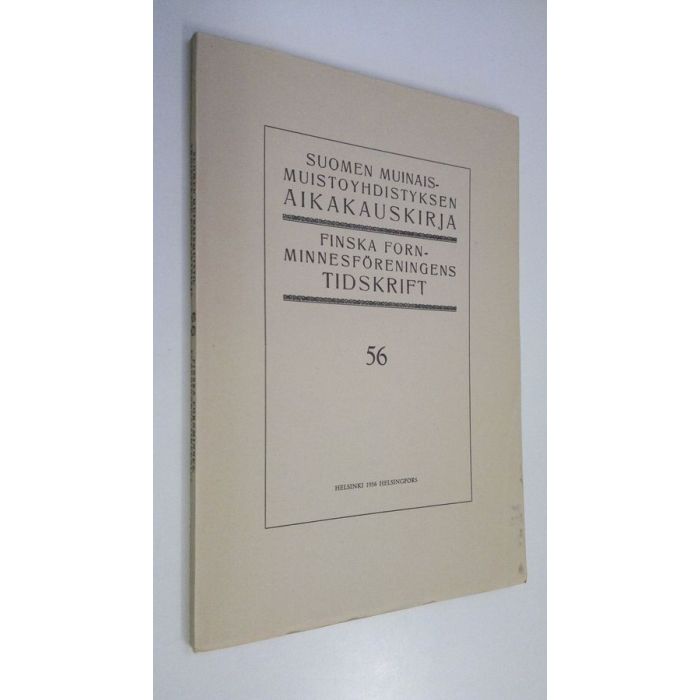 SUOMEN MUINAIS-
MUISTOYHDISTYKSEN
AIKAKAUSKIRJA
FINSKA FORN-
MINNESFÖRENINGENS
TIDSKRIFT
56
HELSINKI 1956 HELSINGFORS